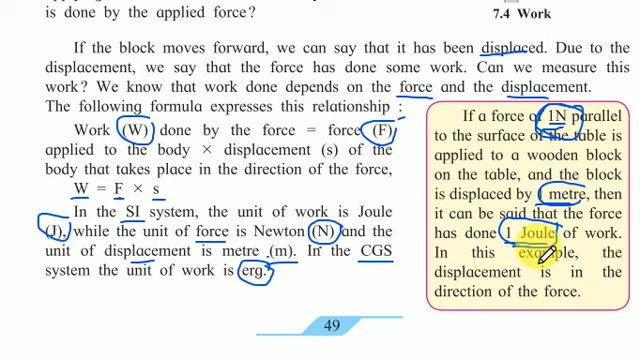 is done by the applied force?
7.4 Work
If the block moves forward, we can say that it has been displaced. Due to the
displacement, we say that the force has done some work. Can we measure this
work? We know that work done depends on the force and the displacement.
The following formula expresses this relationship :
Work (W) done by the force = force (F)
applied to the body × displacement (s) of the
body that takes place in the direction of the force,
W = F × s
In the SI system, the unit of work is Joule
(J), while the unit of force is Newton (N) and the
unit of displacement is metre (m). In the CGS
system the unit of work is erg.
If a force of 1N parallel
to the surface of the table is
applied to a wooden block
on the table, and the block
is displaced by 1 metre, then
it can be said that the force
has done 1 Joule of work.
In this example, the
displacement is in the
direction of the force.
49